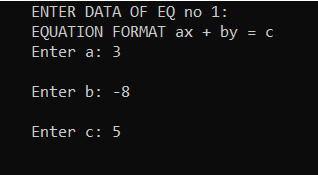 ENTER DATA OF EQ no 1:
EQUATION FORMAT ax + by = c
Enter a: 3
Enter b: -8
Enter c: 5